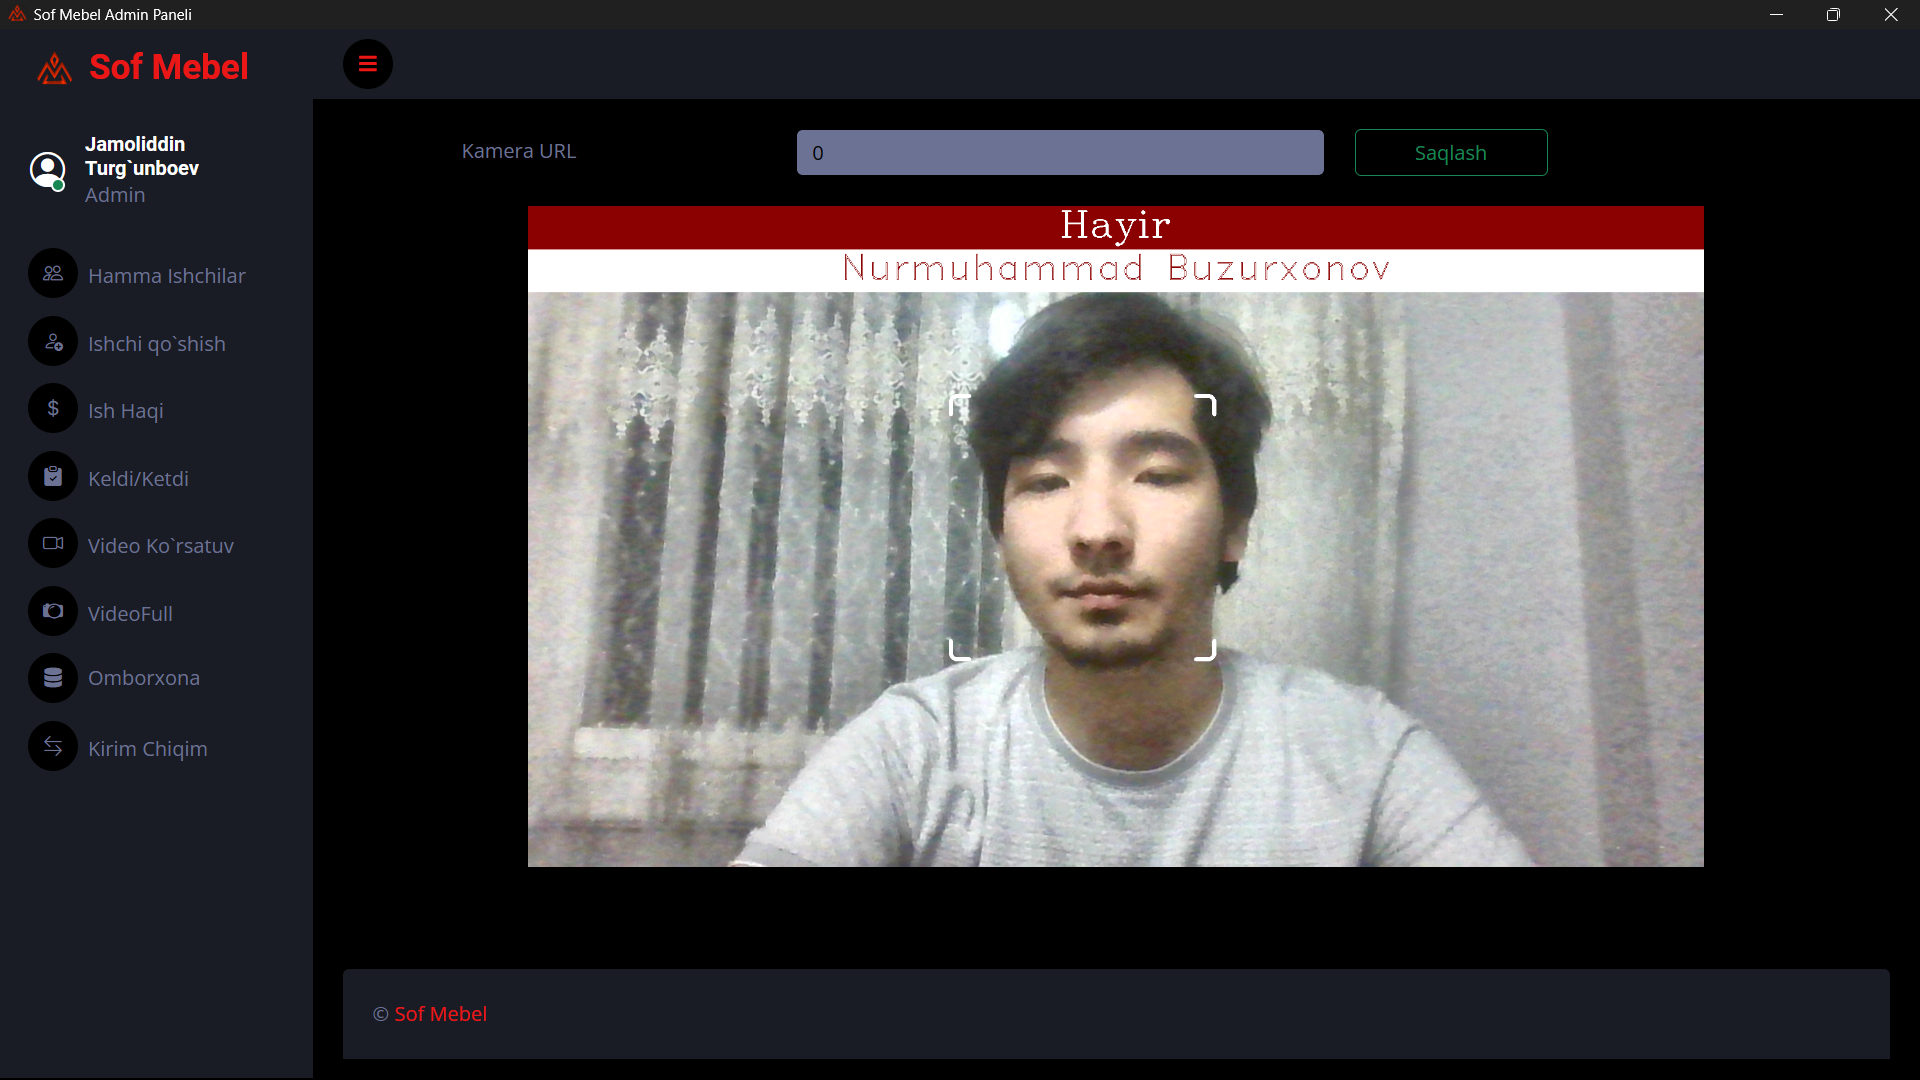 Sof Mebel Admin Paneli
Sof Mebel
Jamoliddin
Turg`unboev
Admin
Hamma Ishchilar
Ishchi qo`shish
Ish Haqi
Keldi/Ketdi
Video Ko`rsatuv
VideoFull
Omborxona
Kirim Chiqim
Kamera URL
0
Saqlash
Hayir
Nurmuhammad Buzurxonov
© Sof Mebel